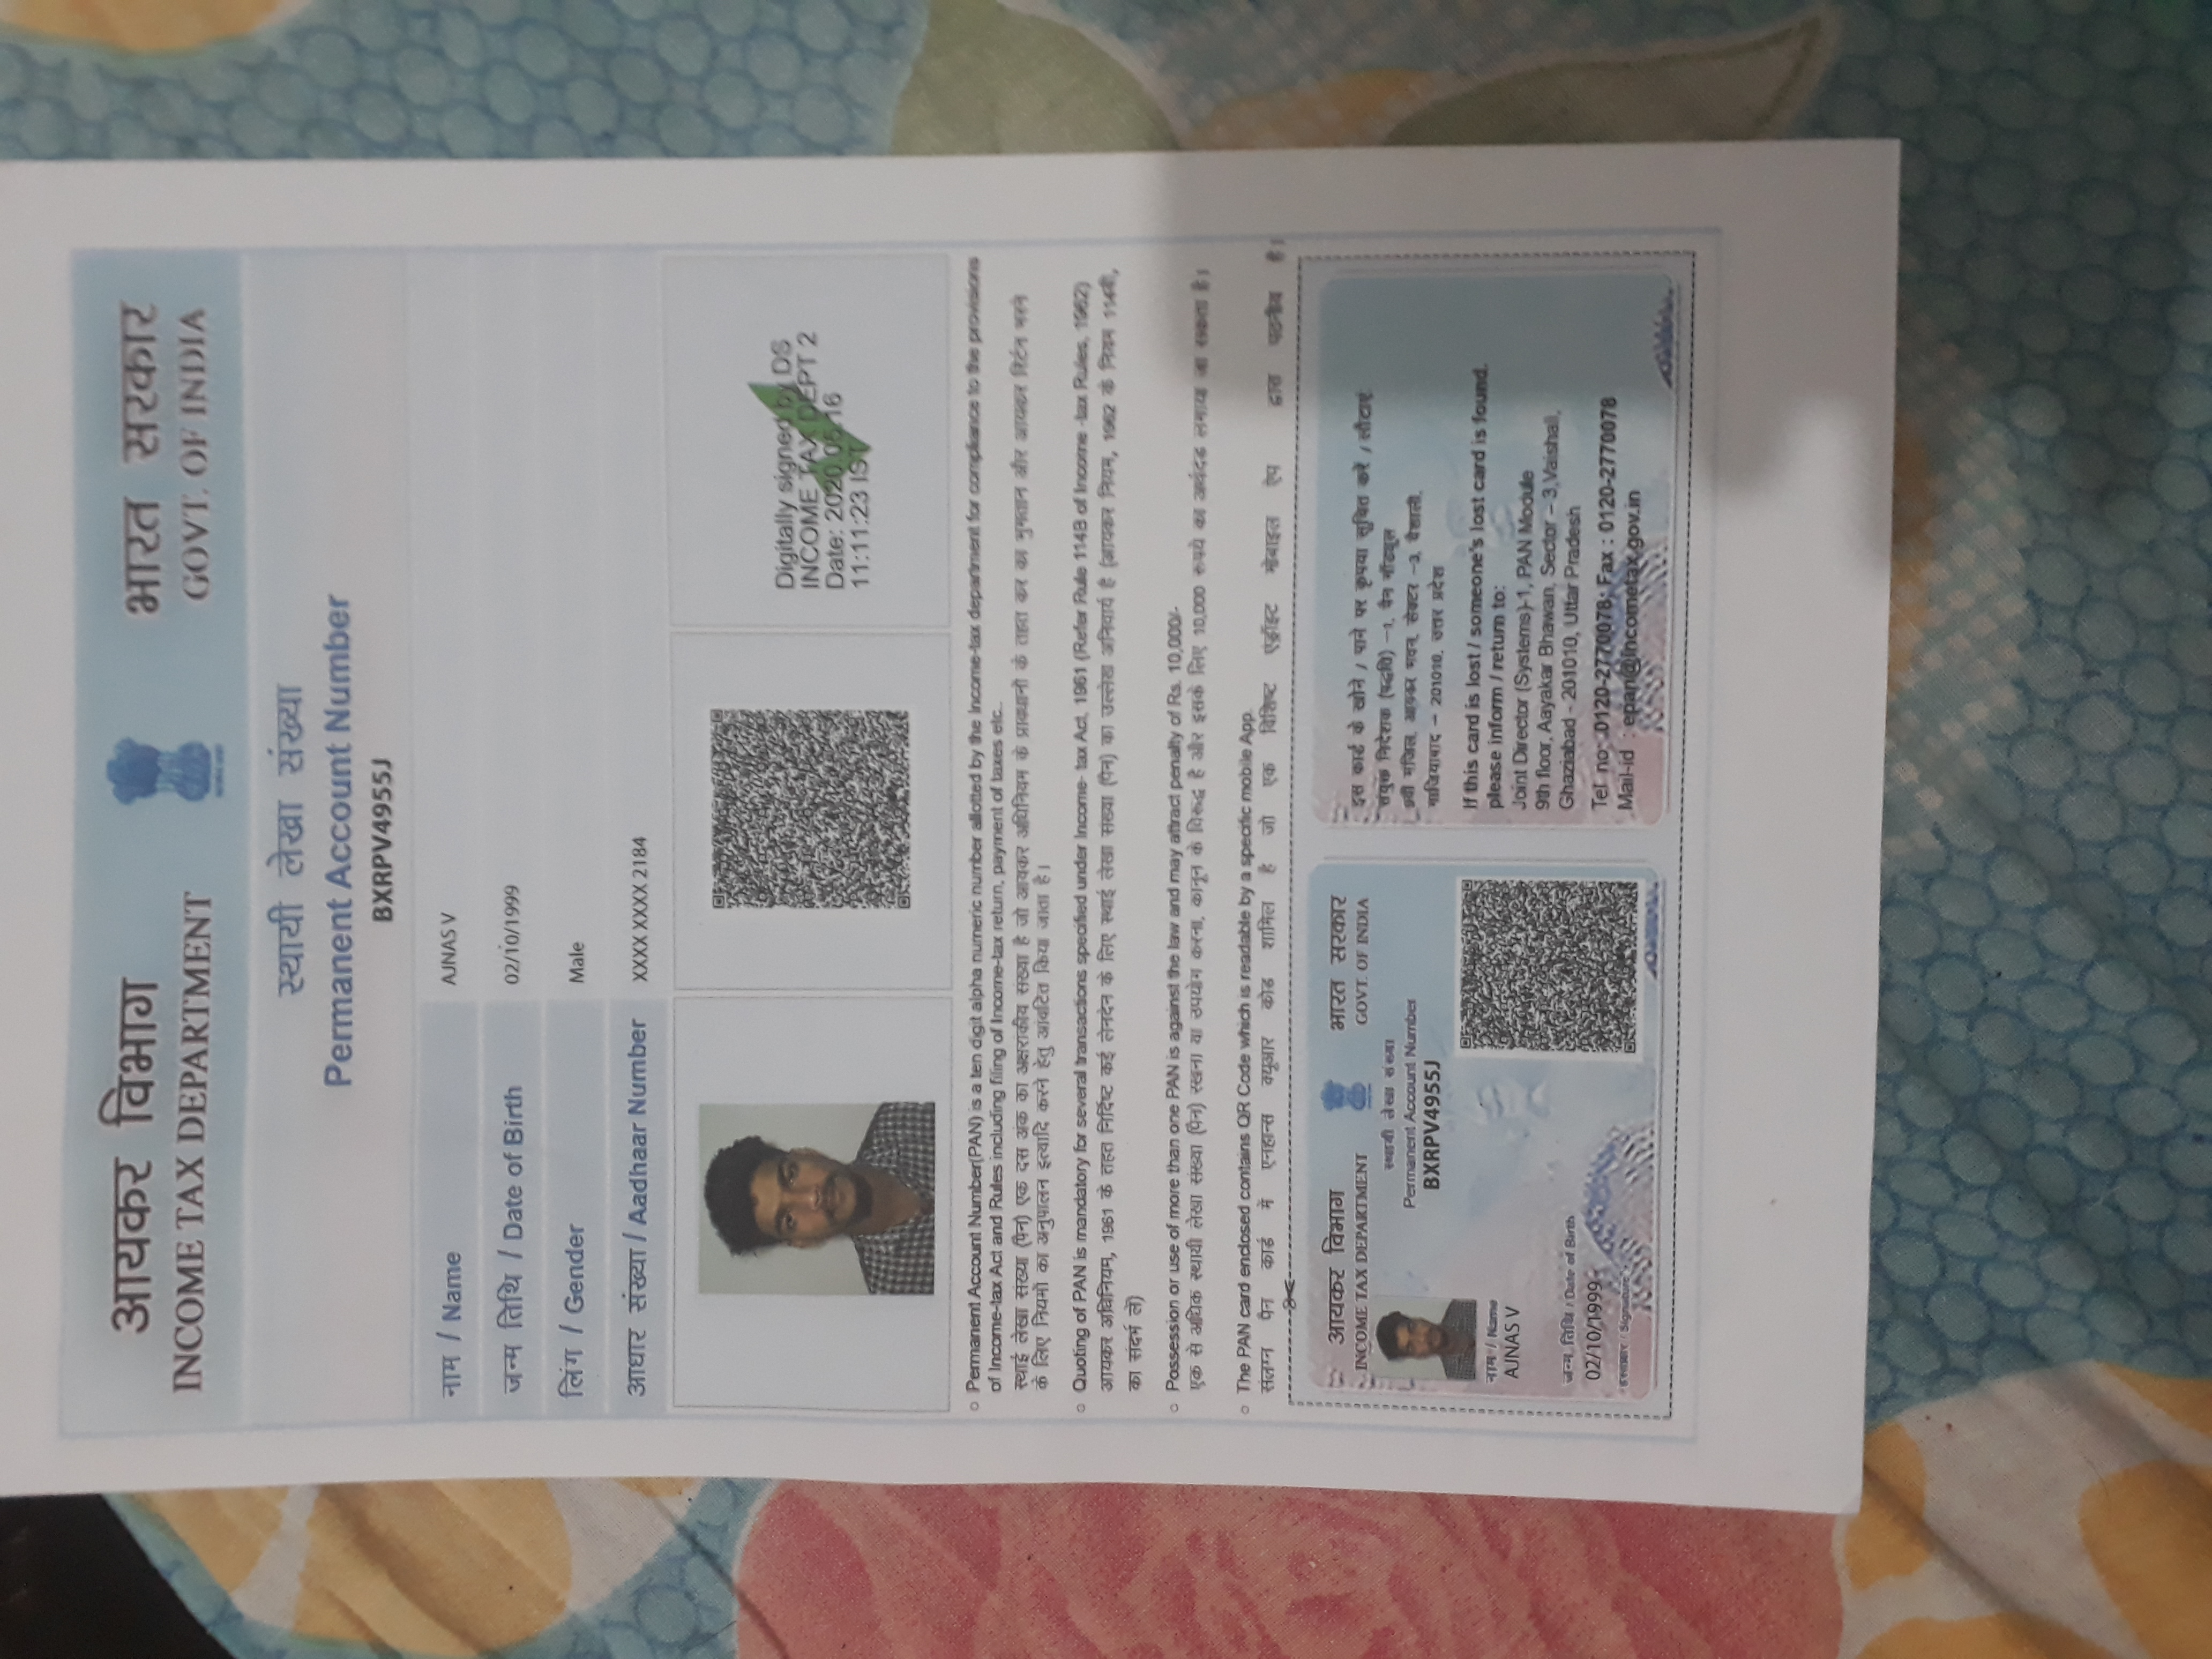 आयकर विभाग
INCOME TAX DEPARTMENT
भारत सरकार
GOVT. OF INDIA
स्थायी लेखा संख्या
Permanent Account Number
BXRPV4955J
नाम / Name AJNAS V
जन्म तिथि / Date of Birth 02/10/1999
लिंग / Gender Male
आधार संख्या / Aadhaar Number XXXX XXXX 2184
Digitally signed by DS
INCOME TAX DEPT 2
Date: 2020.05.16
11:11:23 IST
Permanent Account Number(PAN) is a ten digit alpha numeric number allotted by the Income-tax department for compliance to the provisions
of Income-tax Act and Rules including filing of Income-tax return, payment of taxes etc..
स्थाई लेखा संख्या (पैन) एक दस अंक का अक्षरांकीय संख्या है जो आयकर अधिनियम के प्रावधानों के तहत कर का भुगतान और आयकर रिर्टन भरने
के लिए नियमों का अनुपालन इत्यादि करने हेतु आवंटित किया जाता है।
Quoting of PAN is mandatory for several transactions specified under Income- tax Act, 1961 (Refer Rule 114B of Income -tax Rules, 1962)
आयकर अधिनियम, 1961 के तहत निर्दिष्ट कई लेनदेन के लिए स्थाई लेखा संख्या (पैन) का उल्लेख अनिवार्य है (आयकर नियम, 1962 के नियम 114बी,
का संदर्भ लें)
Possession or use of more than one PAN is against the law and may attract penalty of Rs. 10,000/-
एक से अधिक स्थायी लेखा संख्या (पैन) रखना या उपयोग करना, कानून के विरुद्ध है और इसके लिए 10,000 रूपये का अर्थदंड लगाया जा सकता है।
The PAN card enclosed contains QR Code which is readable by a specific mobile App.
संलग्न पैन कार्ड में एनहान्स क्यूआर कोड शामिल है जो एक विशिष्ट एंड्रॉइट मोबाइल ऐप द्वारा पठनीय है।
आयकर विभाग
INCOME TAX DEPARTMENT
भारत सरकार
GOVT. OF INDIA
स्थायी लेखा संख्या
Permanent Account Number
BXRPV4955J
नाम / Name
AJNAS V
जन्म तिथि / Date of Birth
02/10/1999
हस्ताक्षर / Signature
इस कार्ड के खोने / पाने पर कृपया सूचित करें / लौटाएं:
संयुक्त निदेशक (पद्धति) -1, पैन मॉड्यूल
9वीं मंजिल, आयकर भवन, सेक्टर -3, वैशाली,
गाजियाबाद - 201010, उत्तर प्रदेश
If this card is lost / someone's lost card is found,
please inform / return to:
Joint Director (Systems)-1, PAN Module
9th floor, Aayakar Bhawan, Sector - 3,Vaishali,
Ghaziabad - 201010, Uttar Pradesh
Tel no: 0120-2770078; Fax : 0120-2770078
Mail-id : epan@incometax.gov.in